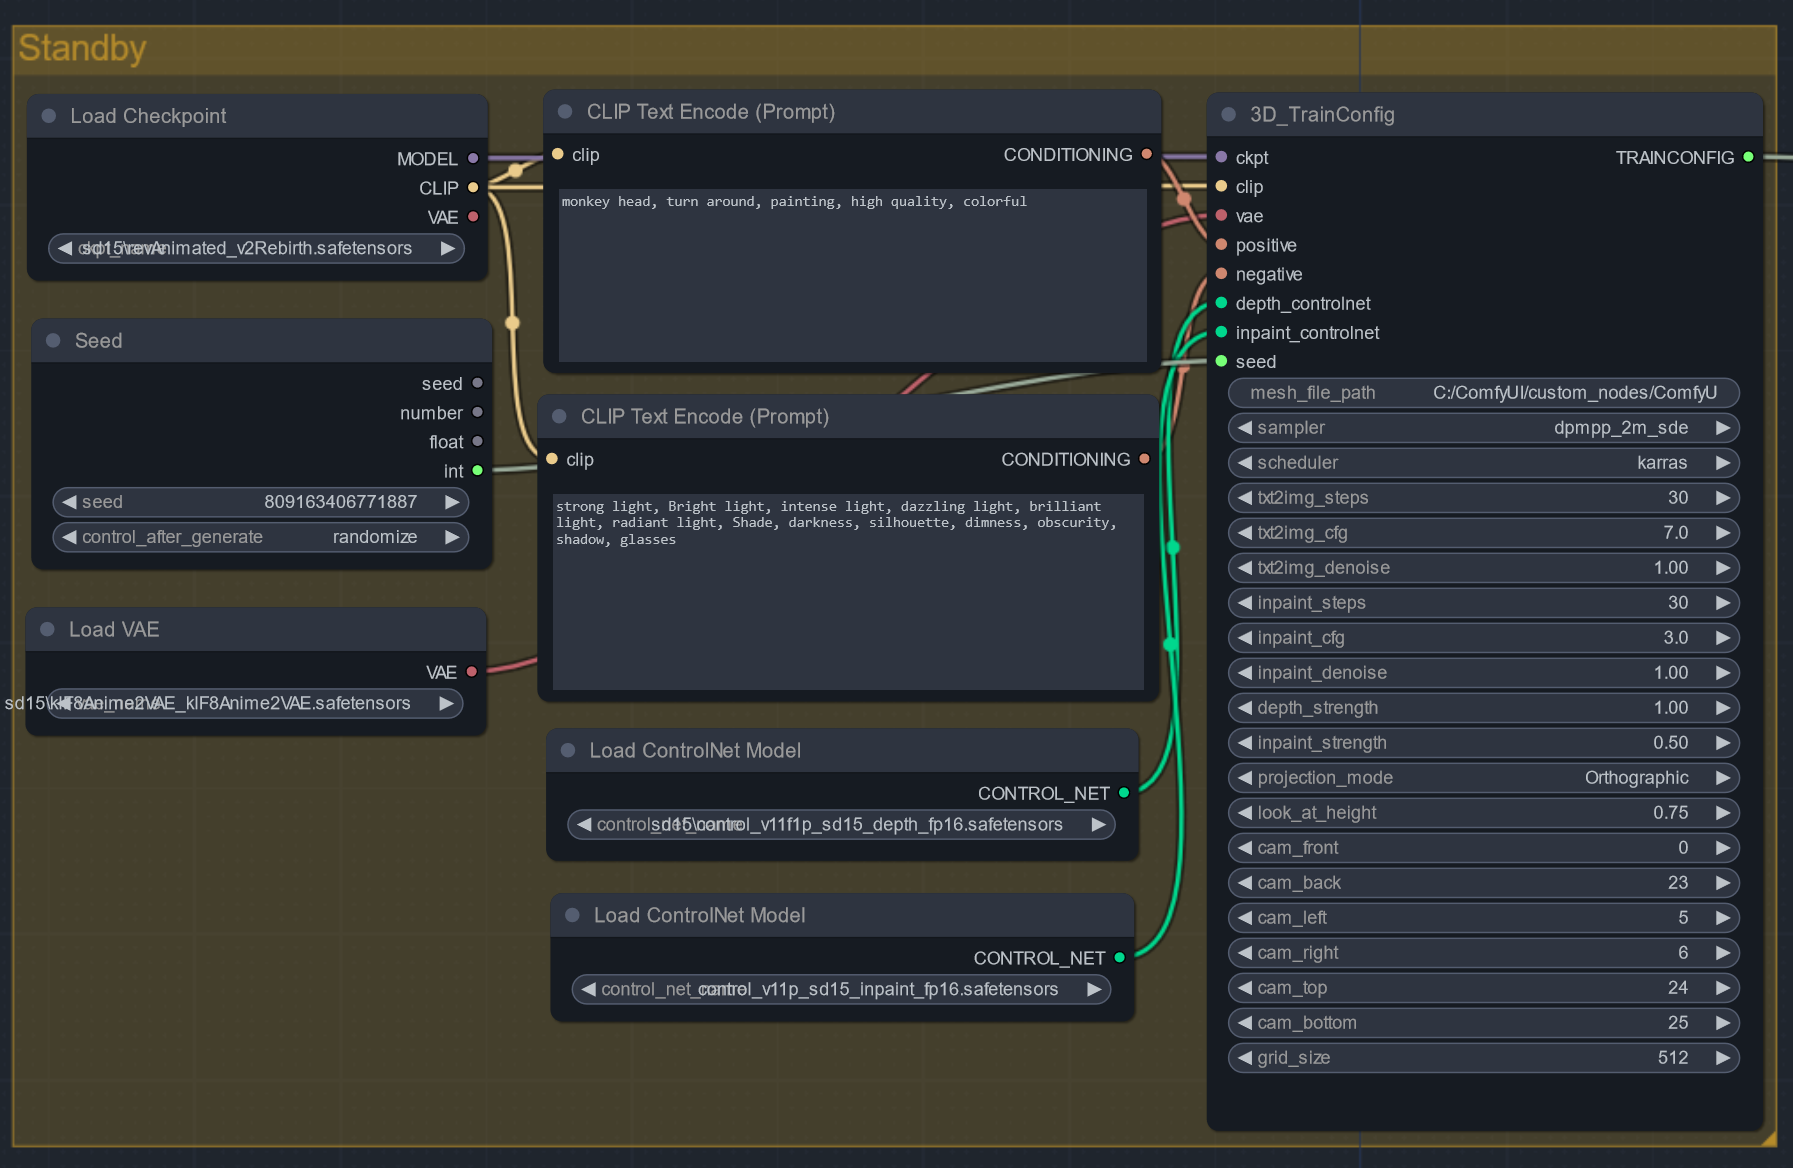 Standby
Load Checkpoint
MODEL
CLIP
VAE
sd15\revAnimated_v2Rebirth.safetensors
Seed
seed
number
float
int
seed 809163406771887
control_after_generate randomize
Load VAE
VAE
CLIP Text Encode (Prompt)
clip CONDITIONING
monkey head, turn around, painting, high quality, colorful
CLIP Text Encode (Prompt)
clip CONDITIONING
strong light, Bright light, intense light, dazzling light, brilliant
light, radiant light, Shade, darkness, silhouette, dimness, obscurity,
shadow, glasses
Load ControlNet Model
CONTROL_NET
sd15\control_v11f1p_sd15_depth_fp16.safetensors
Load ControlNet Model
CONTROL_NET
control_net_name control_v11p_sd15_inpaint_fp16.safetensors
3D_TrainConfig
ckpt TRAINCONFIG
clip
vae
positive
negative
depth_controlnet
inpaint_controlnet
seed
mesh_file_path C:/ComfyUI/custom_nodes/ComfyU
sampler dpmpp_2m_sde
scheduler karras
txt2img_steps 30
txt2img_cfg 7.0
txt2img_denoise 1.00
inpaint_steps 30
inpaint_cfg 3.0
inpaint_denoise 1.00
depth_strength 1.00
inpaint_strength 0.50
projection_mode Orthographic
look_at_height 0.75
cam_front 0
cam_back 23
cam_left 5
cam_right 6
cam_top 24
cam_bottom 25
grid_size 512